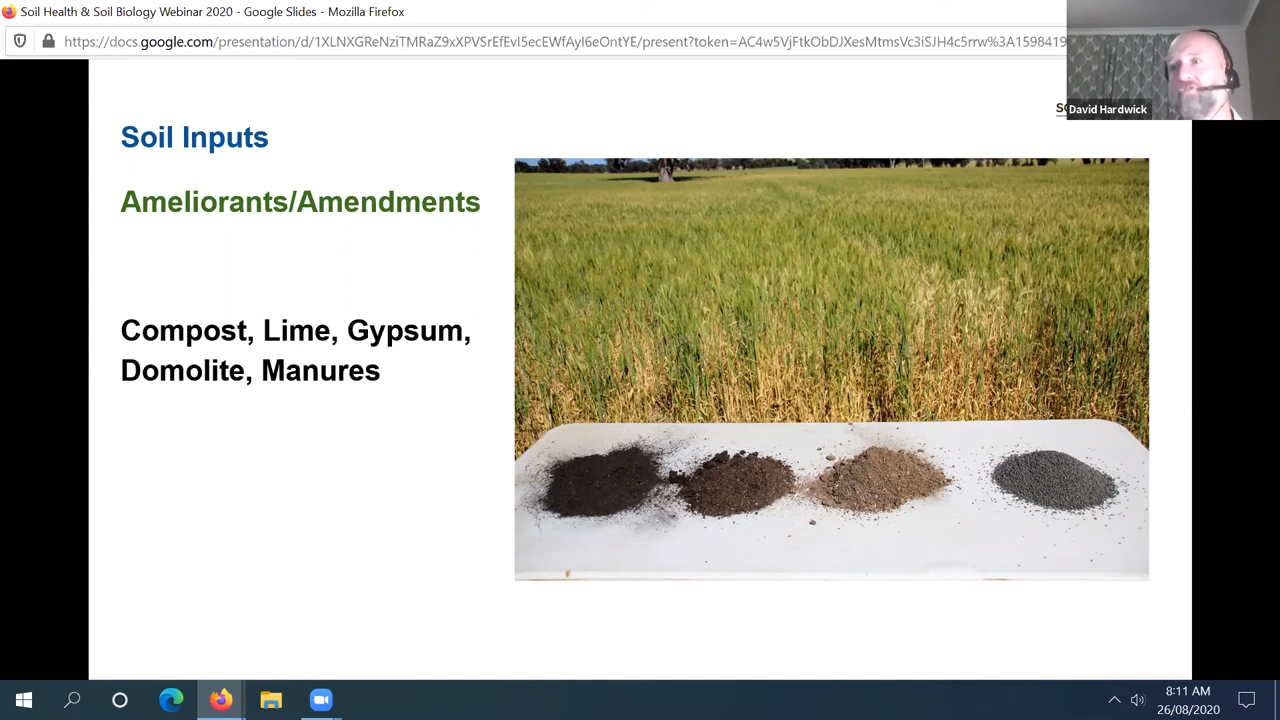 Soil Health & Soil Biology Webinar 2020 - Google Slides - Mozilla Firefox
https://docs.google.com/presentation/d/1XLNXGReNziTMRaZ9xXPVSrEfEvI5ecEWfAyI6eOntYE/present?token=AC4w5VjFtkObDJXesMtmsVc3iSJH4c5rrw%3A1598419
David Hardwick
Soil Inputs
Ameliorants/Amendments
Compost, Lime, Gypsum,
Domolite, Manures
8:11 AM
26/08/2020